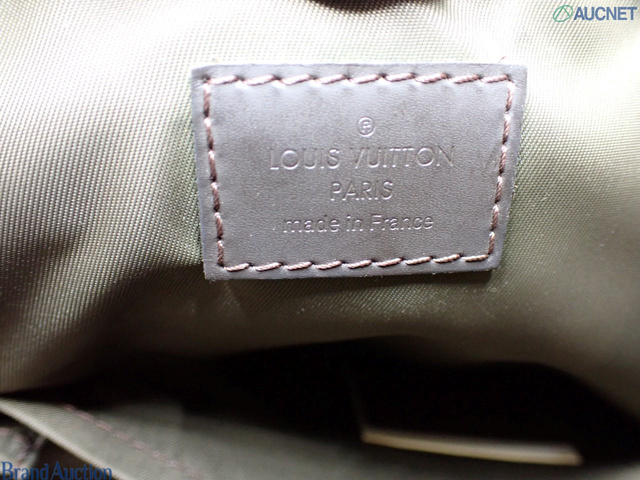 AUCNET
®
LOUIS VUITTON
PARIS
made in France
Brand Auction